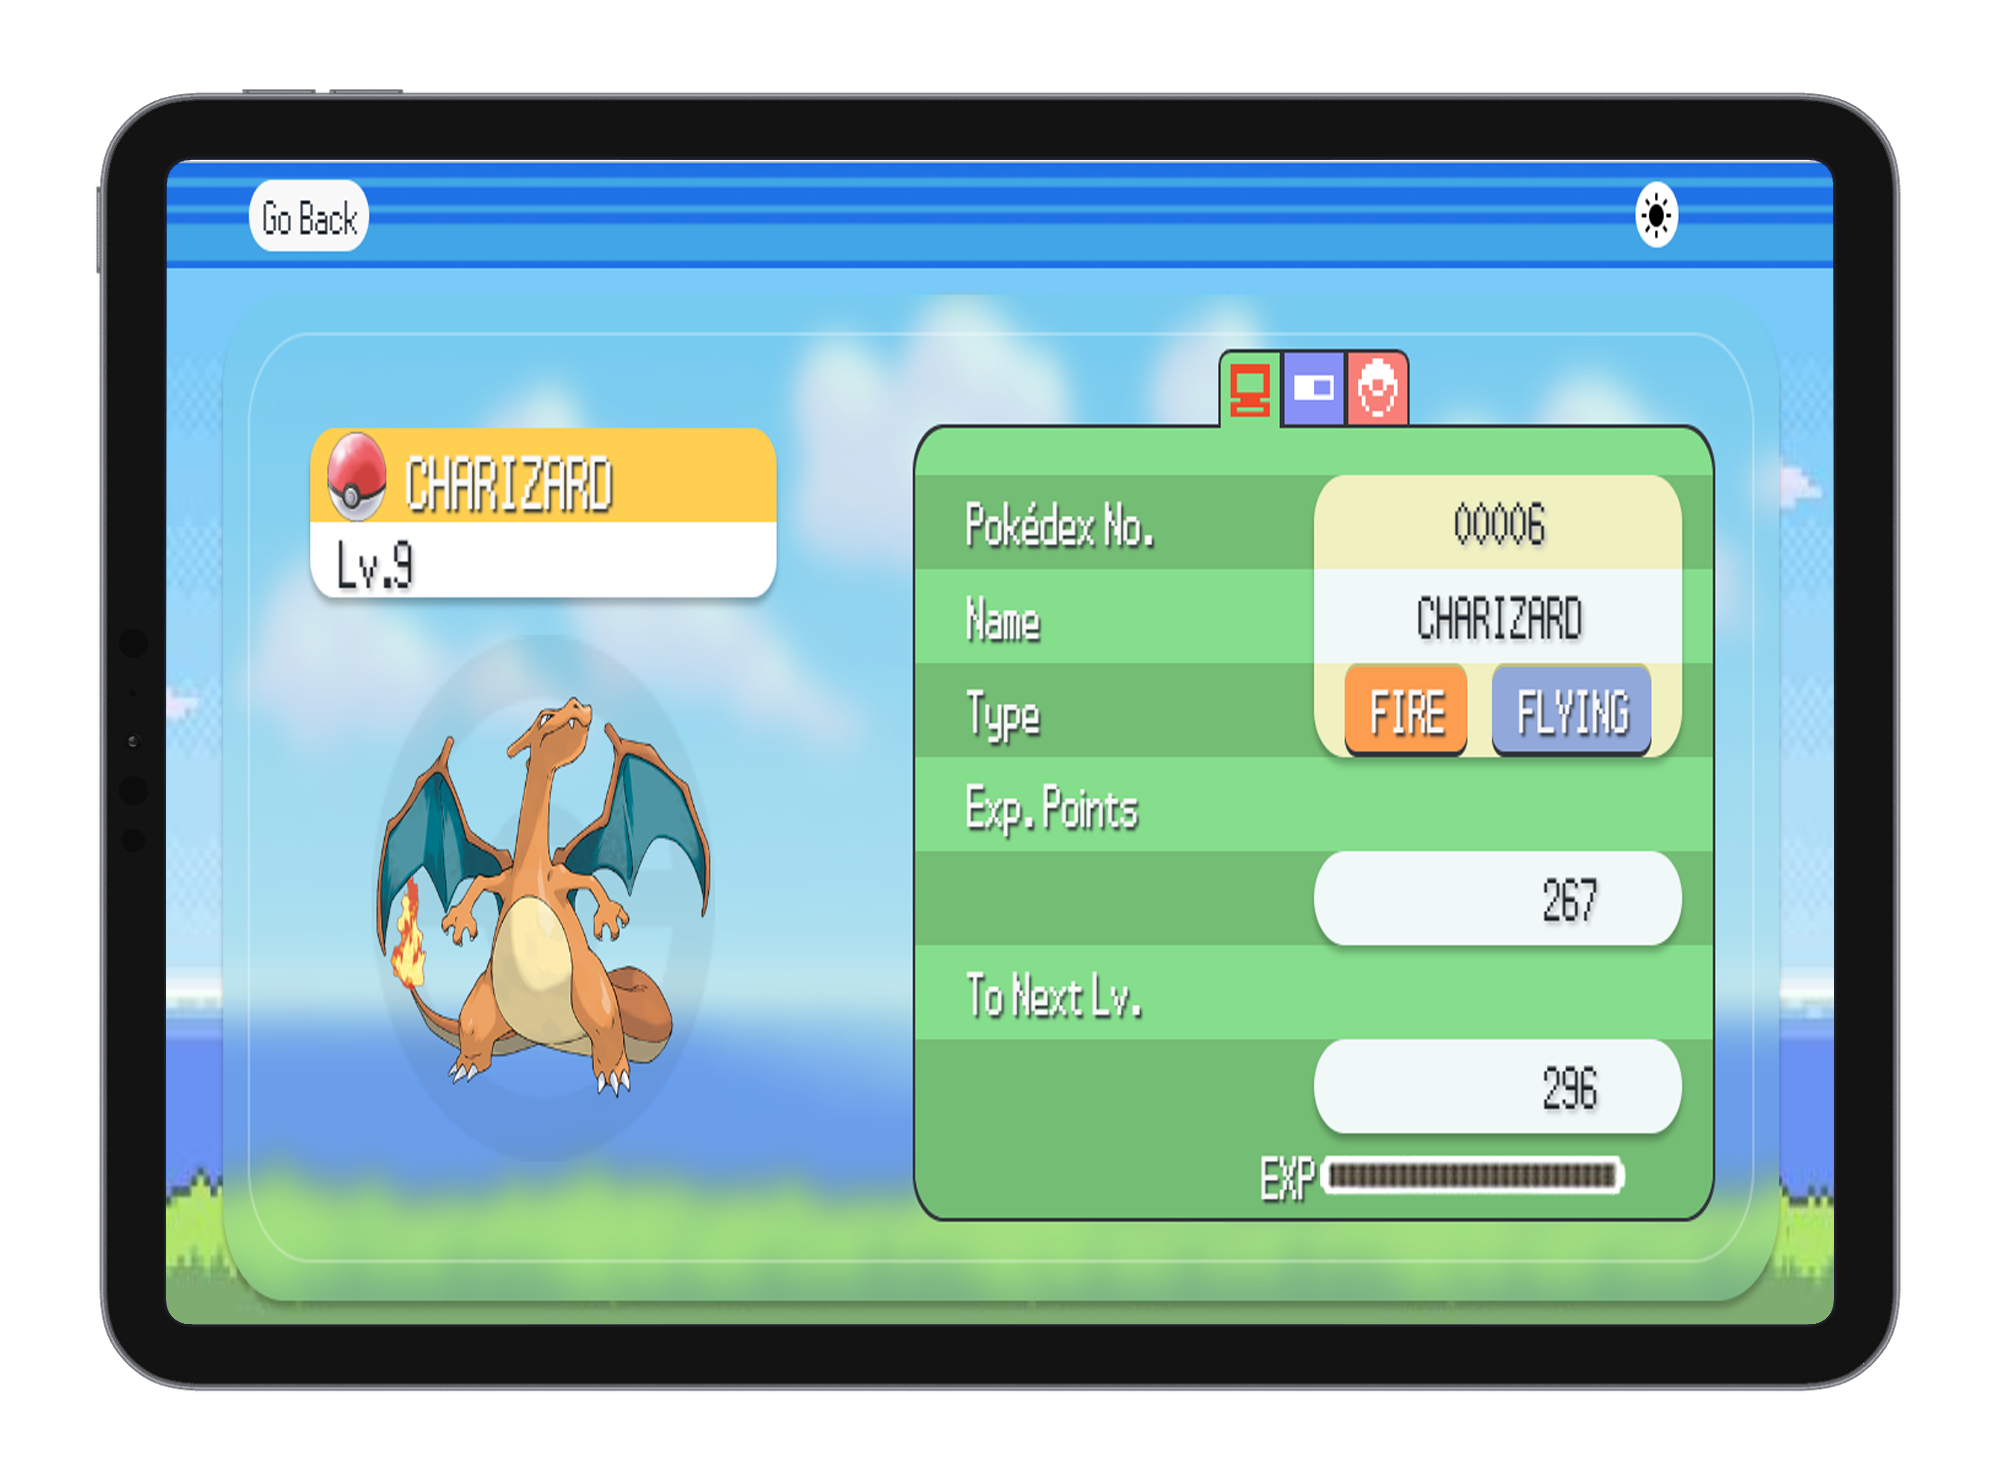 Go Back
CHARIZARD
Lv.9
Pokédex No.
00006
Name
CHARIZARD
Type
FIRE
FLYING
Exp. Points
267
To Next Lv.
296
EXP